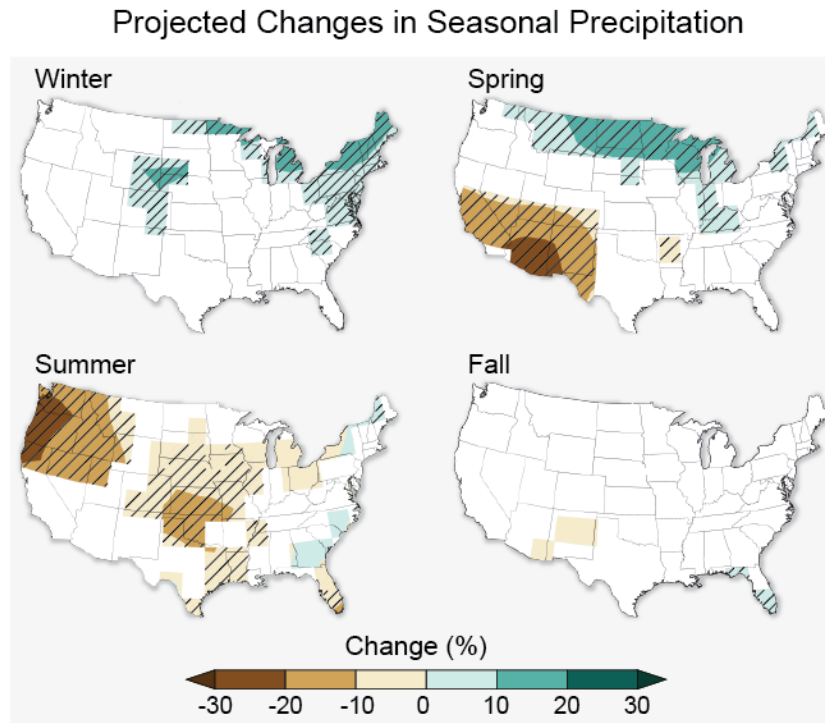 Projected Changes in Seasonal Precipitation
Winter
Spring
Summer
Fall
Change (%)
-30 -20 -10 0 10 20 30